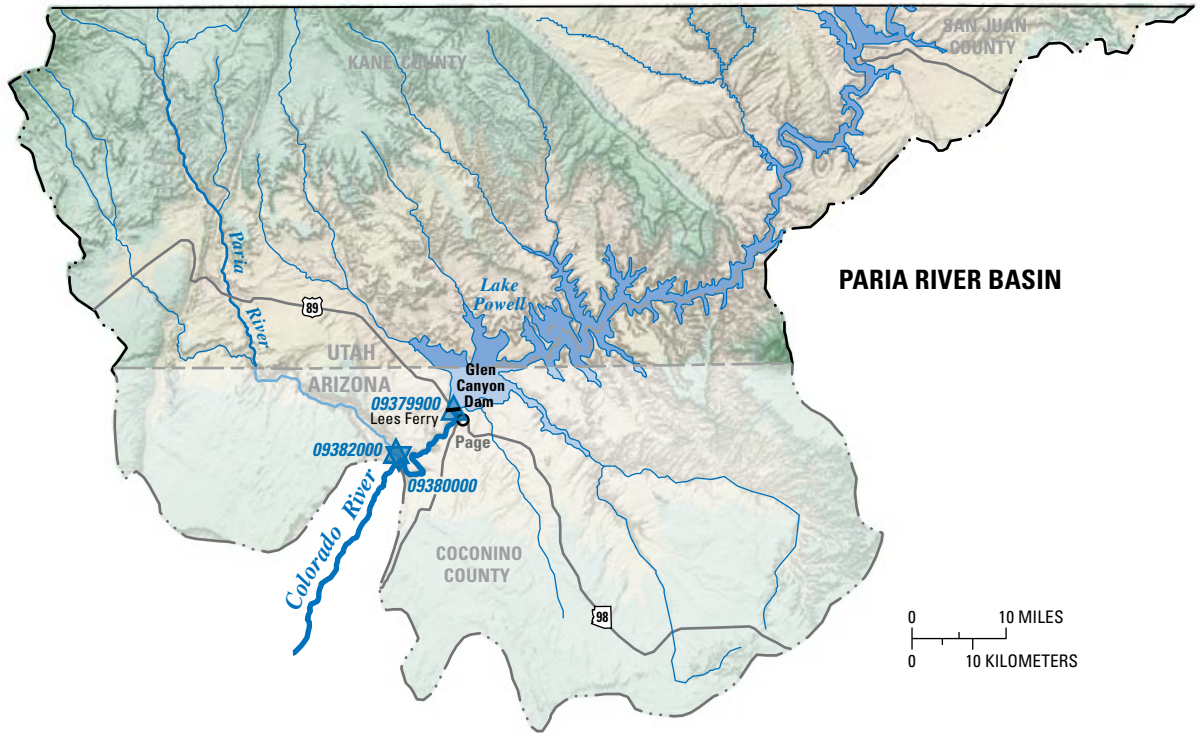 SAN JUAN
COUNTY
KANE COUNTY
Paria
River
PARIA RIVER BASIN
Lake
Powell
89
UTAH
ARIZONA
Glen
Canyon
Dam
09379900
Lees Ferry
Page
09382000
09380000
Colorado River
COCONINO
COUNTY
98
0 10 MILES
0 10 KILOMETERS